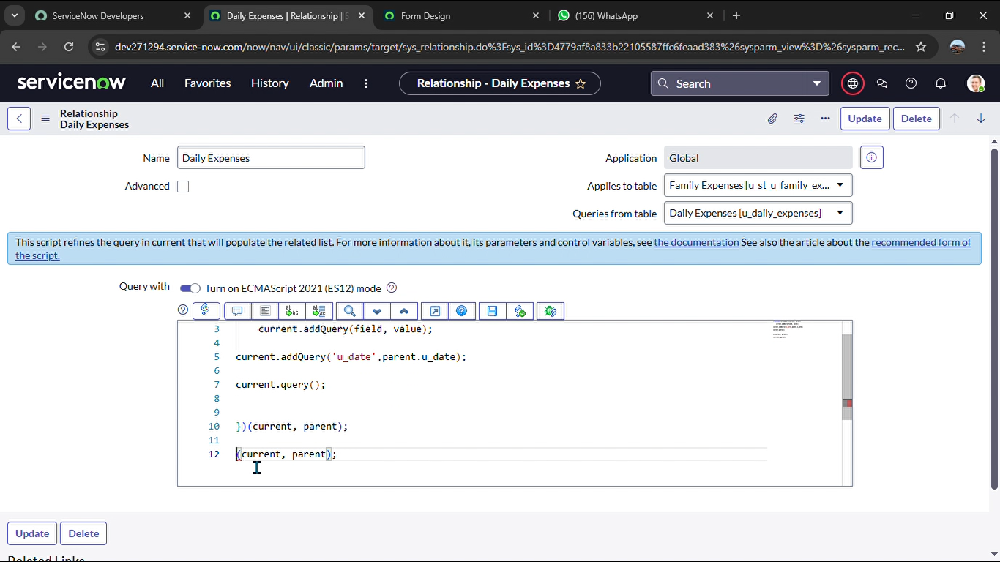 ServiceNow Developers
Daily Expenses | Relationship | S
Form Design
(156) WhatsApp
dev271294.service-now.com/now/nav/ui/classic/params/target/sys_relationship.do%3Fsys_id%3D4779af8a833b22105587ffc6feaad383%26sysparm_view%3D%26sysparm_rec...
servicenow
All
Favorites
History
Admin
Relationship - Daily Expenses
Search
Relationship
Daily Expenses
Update
Delete
Name
Daily Expenses
Application
Global
Advanced
Applies to table
Family Expenses [u_st_u_family_ex...
Queries from table
Daily Expenses [u_daily_expenses]
This script refines the query in current that will populate the related list. For more information about it, its parameters and control variables, see the documentation See also the article about the recommended form of
the script.
Query with
Turn on ECMAScript 2021 (ES12) mode
3 current.addQuery(field, value);
4
5 current.addQuery('u_date',parent.u_date);
6
7 current.query();
8
9
10 })(current, parent);
11
12 (current, parent);
Update
Delete
Related Links